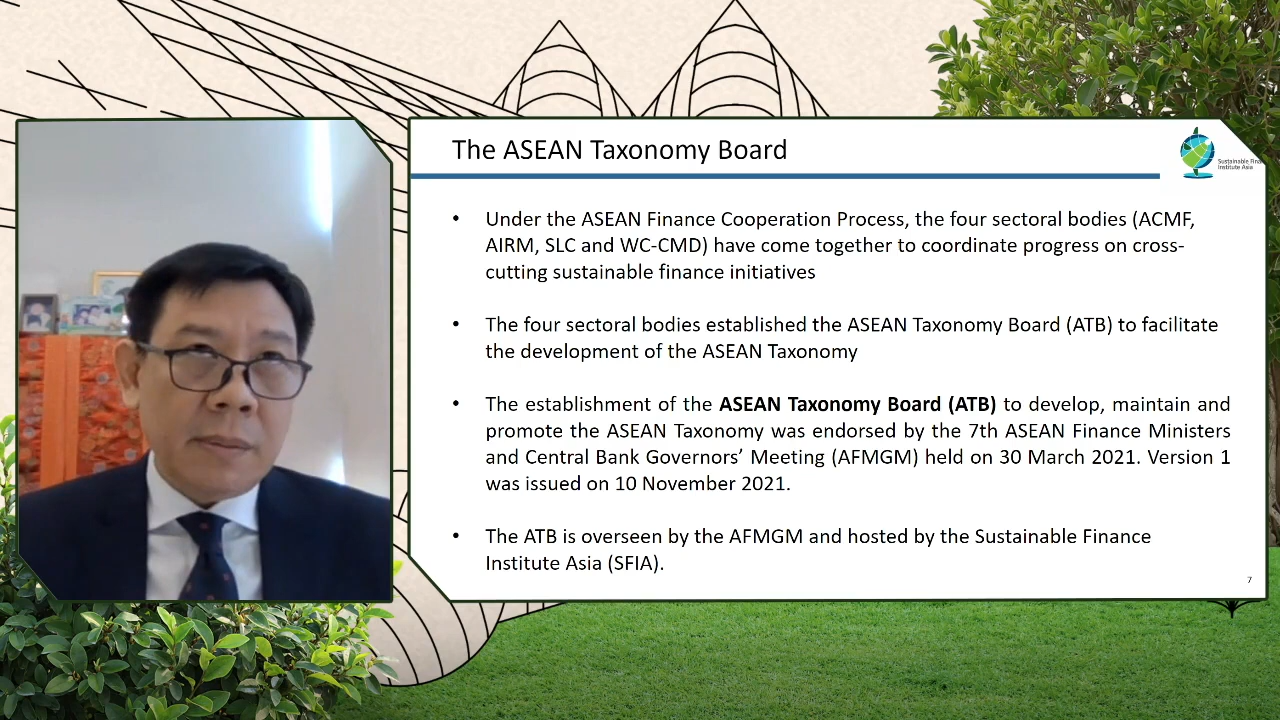 The ASEAN Taxonomy Board
Sustainable Fina
Institute Asia
• Under the ASEAN Finance Cooperation Process, the four sectoral bodies (ACMF,
AIRM, SLC and WC-CMD) have come together to coordinate progress on cross-
cutting sustainable finance initiatives
• The four sectoral bodies established the ASEAN Taxonomy Board (ATB) to facilitate
the development of the ASEAN Taxonomy
• The establishment of the ASEAN Taxonomy Board (ATB) to develop, maintain and
promote the ASEAN Taxonomy was endorsed by the 7th ASEAN Finance Ministers
and Central Bank Governors’ Meeting (AFMGM) held on 30 March 2021. Version 1
was issued on 10 November 2021.
• The ATB is overseen by the AFMGM and hosted by the Sustainable Finance
Institute Asia (SFIA).
7